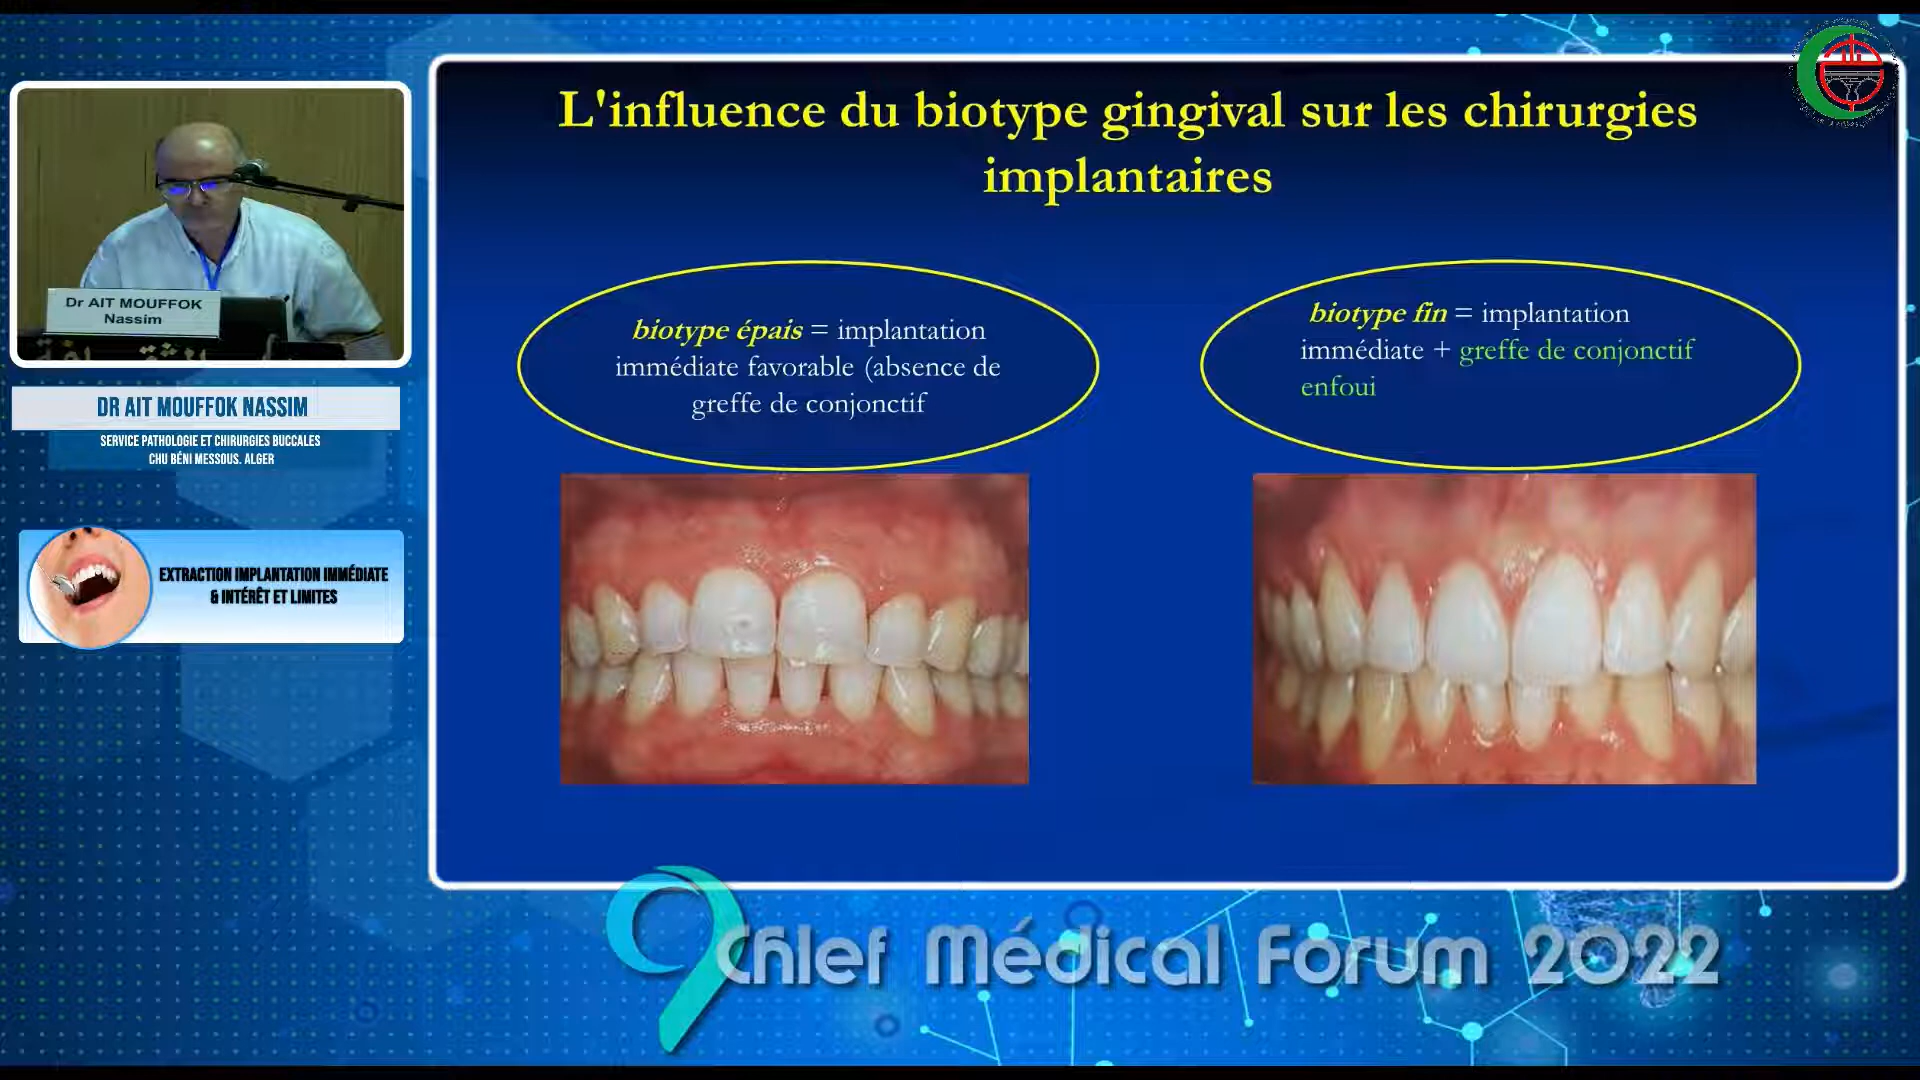 L'influence du biotype gingival sur les chirurgies
implantaires
biotype épais = implantation
immédiate favorable (absence de
greffe de conjonctif
biotype fin = implantation
immédiate + greffe de conjonctif
enfoui
Dr AIT MOUFFOK
Nassim
DR AIT MOUFFOK NASSIM
SERVICE PATHOLOGIE ET CHIRURGIES BUCCALES
CHU BÉNI MESSOUS. ALGER
EXTRACTION IMPLANTATION IMMÉDIATE
& INTÉRÊT ET LIMITES
9 Chlef Médical Forum 2022